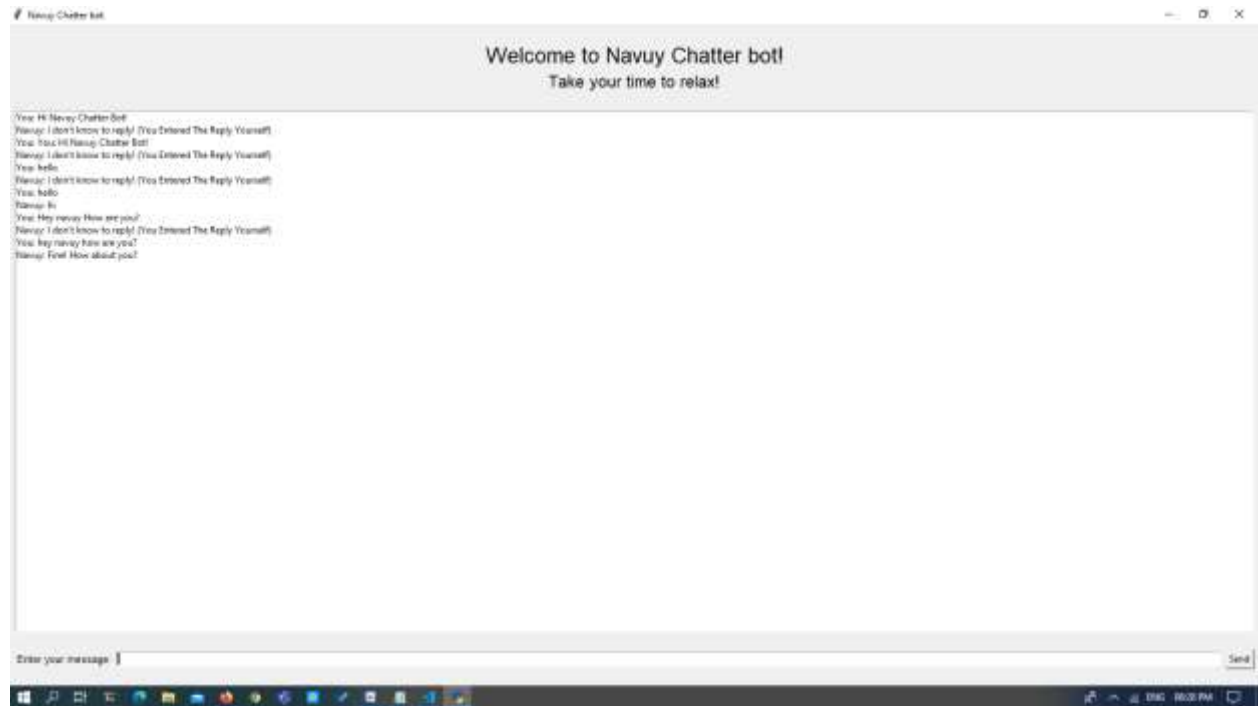 Navuy Chatter bot.
Welcome to Navuy Chatter bot!
Take your time to relax!
You: Hi Navuy Chatter Bot!
Navuy: I don't know to reply! (You Entered The Reply Yourself)
You: You: Hi Navuy Chatter Bot!
Navuy: I don't know to reply! (You Entered The Reply Yourself)
You: hello
Navuy: I don't know to reply! (You Entered The Reply Yourself)
You: hello
Navuy: hi
You: Hey navuy How are you?
Navuy: I don't know to reply! (You Entered The Reply Yourself)
You: hey navuy how are you?
Navuy: Fine! How about you?
Enter your message
Send
ENG